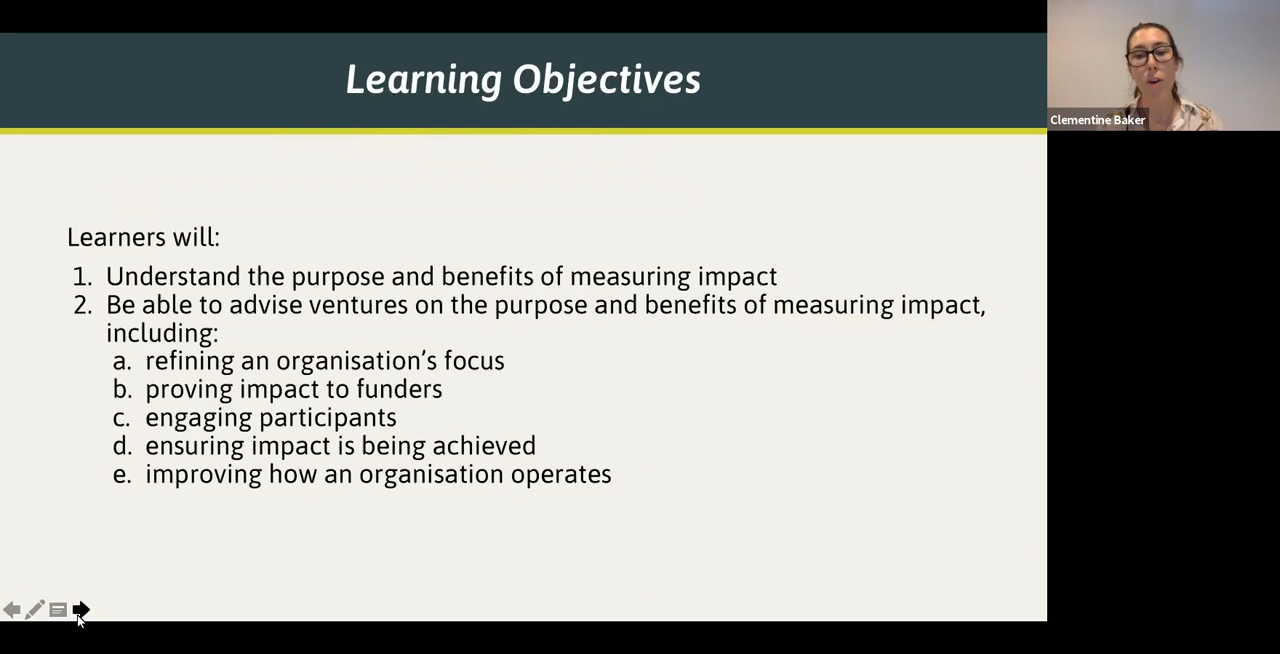 Learning Objectives
Clementine Baker
Learners will:
1. Understand the purpose and benefits of measuring impact
2. Be able to advise ventures on the purpose and benefits of measuring impact,
including:
a. refining an organisation’s focus
b. proving impact to funders
c. engaging participants
d. ensuring impact is being achieved
e. improving how an organisation operates